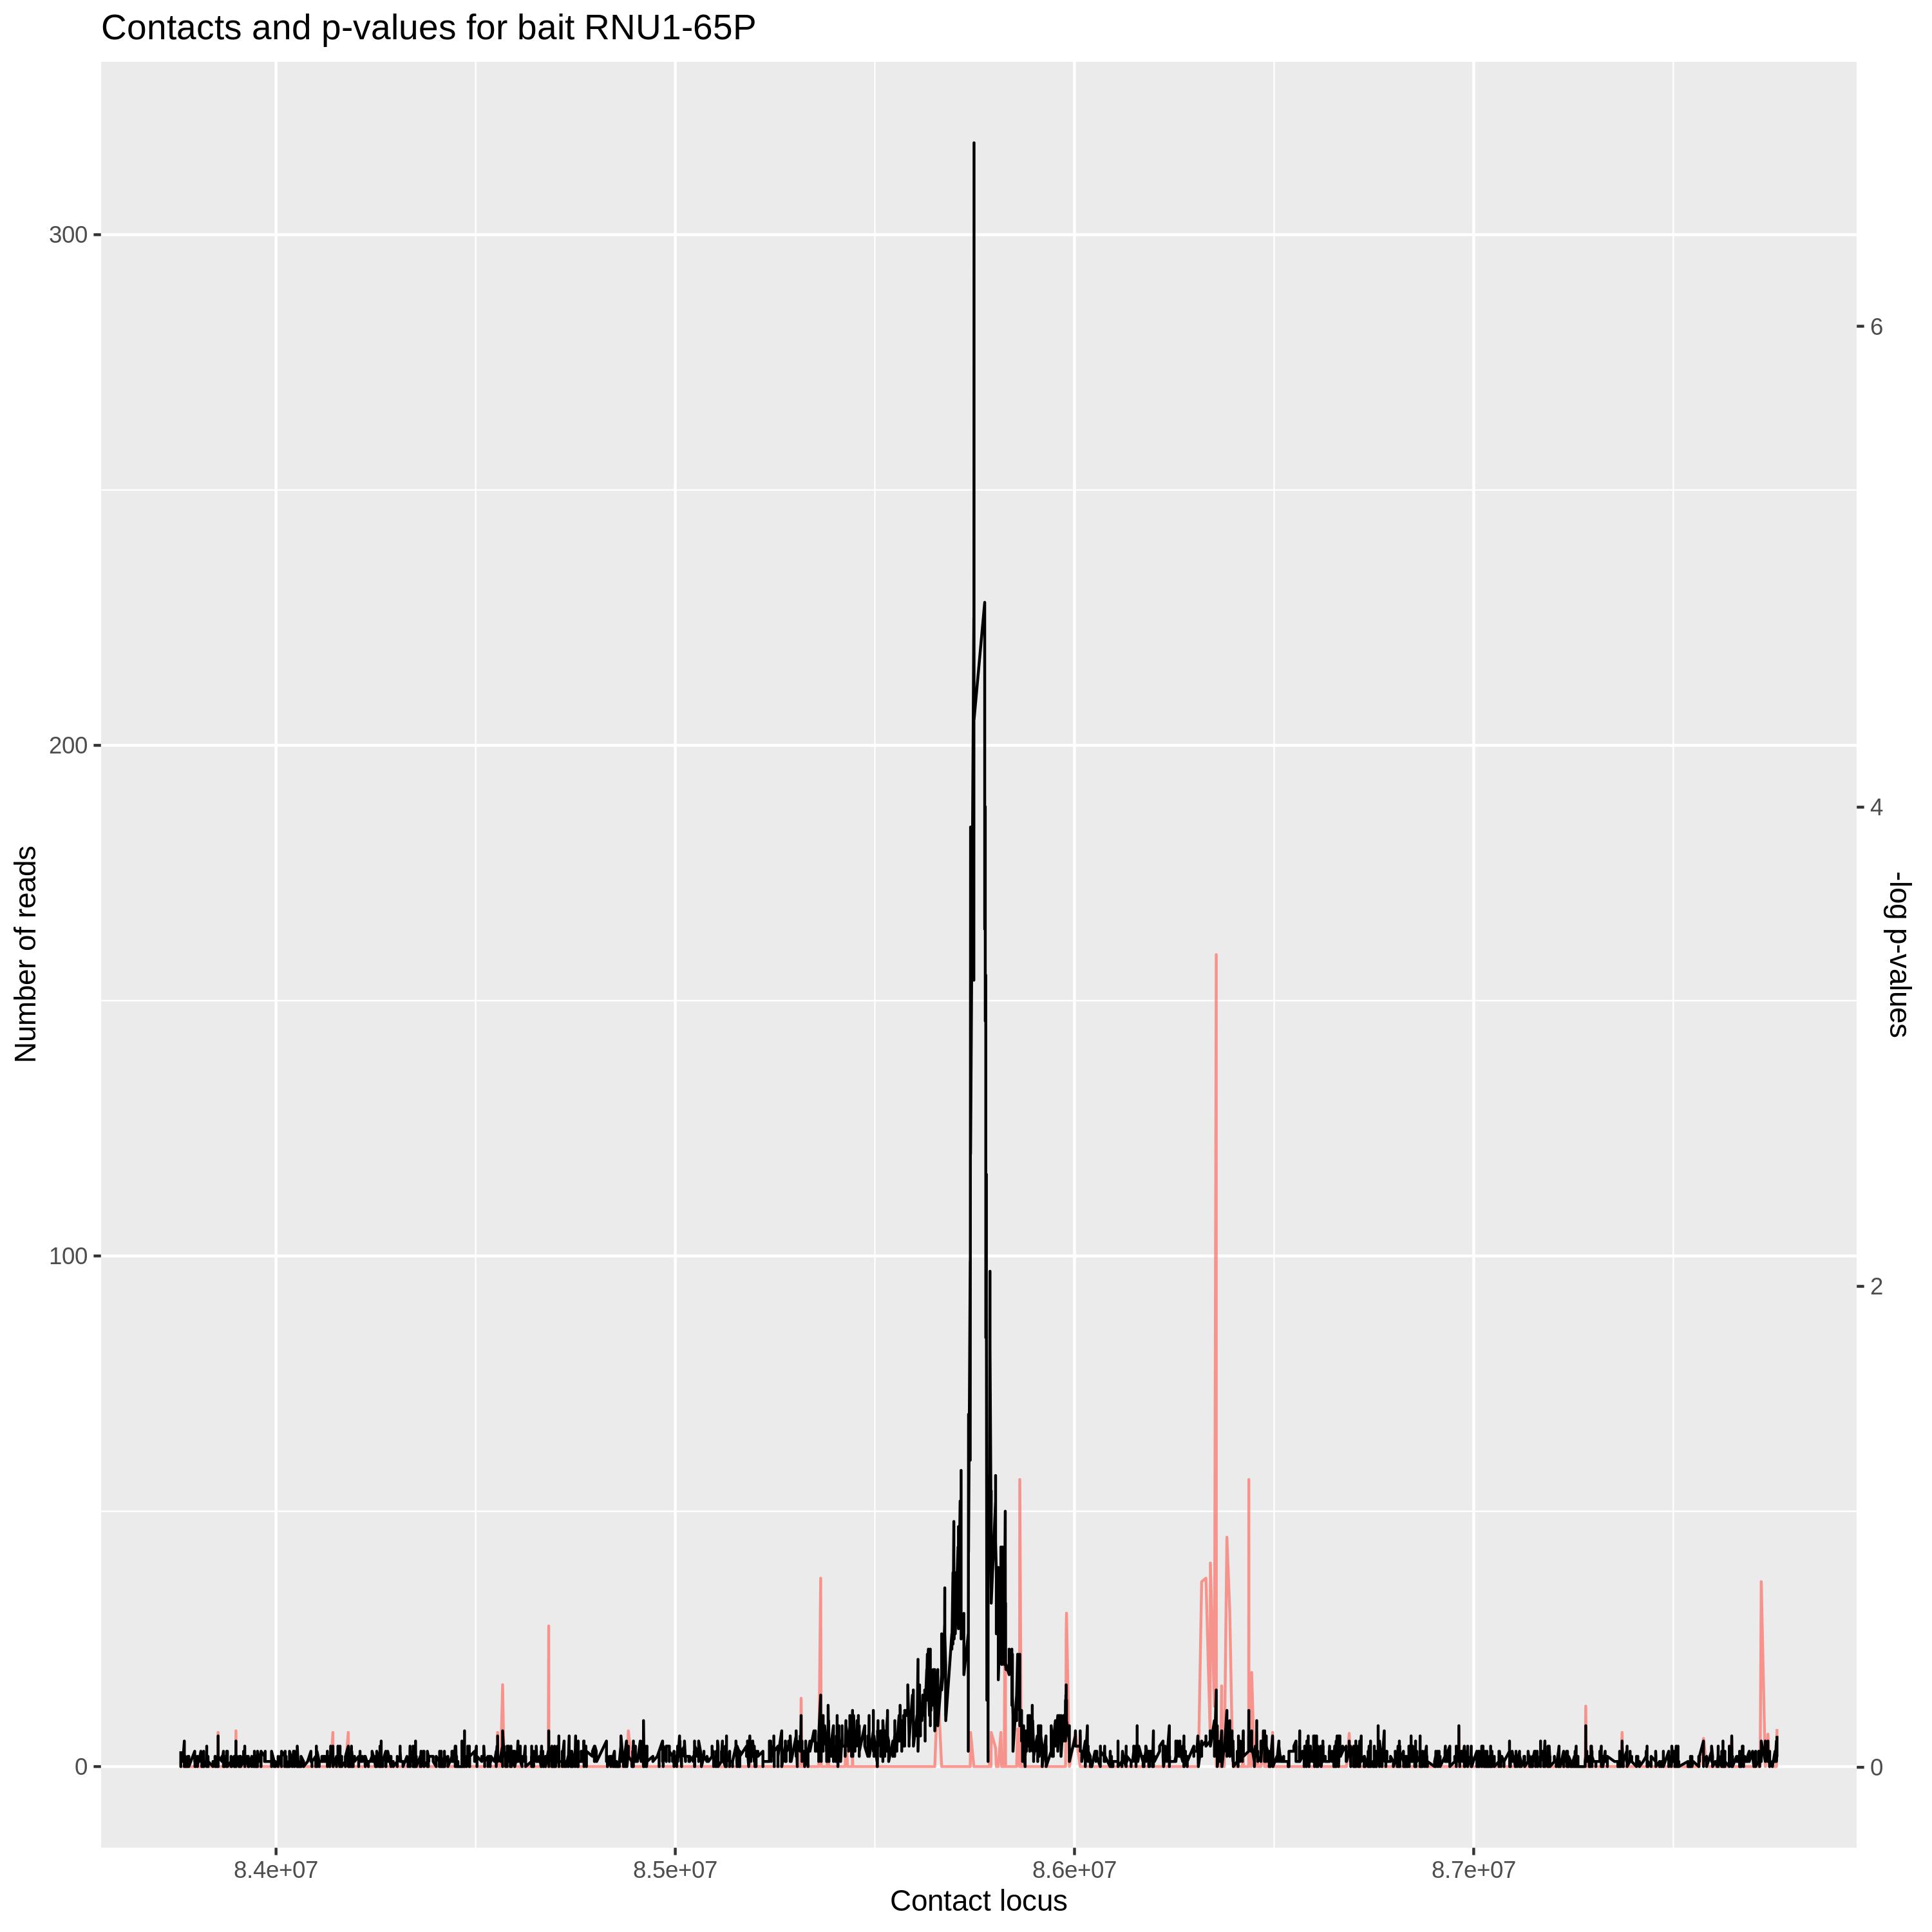 Contacts and p-values for bait RNU1-65P
300
200
100
0
Number of reads
6
4
2
0
-log p-values
8.4e+07
8.5e+07
8.6e+07
8.7e+07
Contact locus